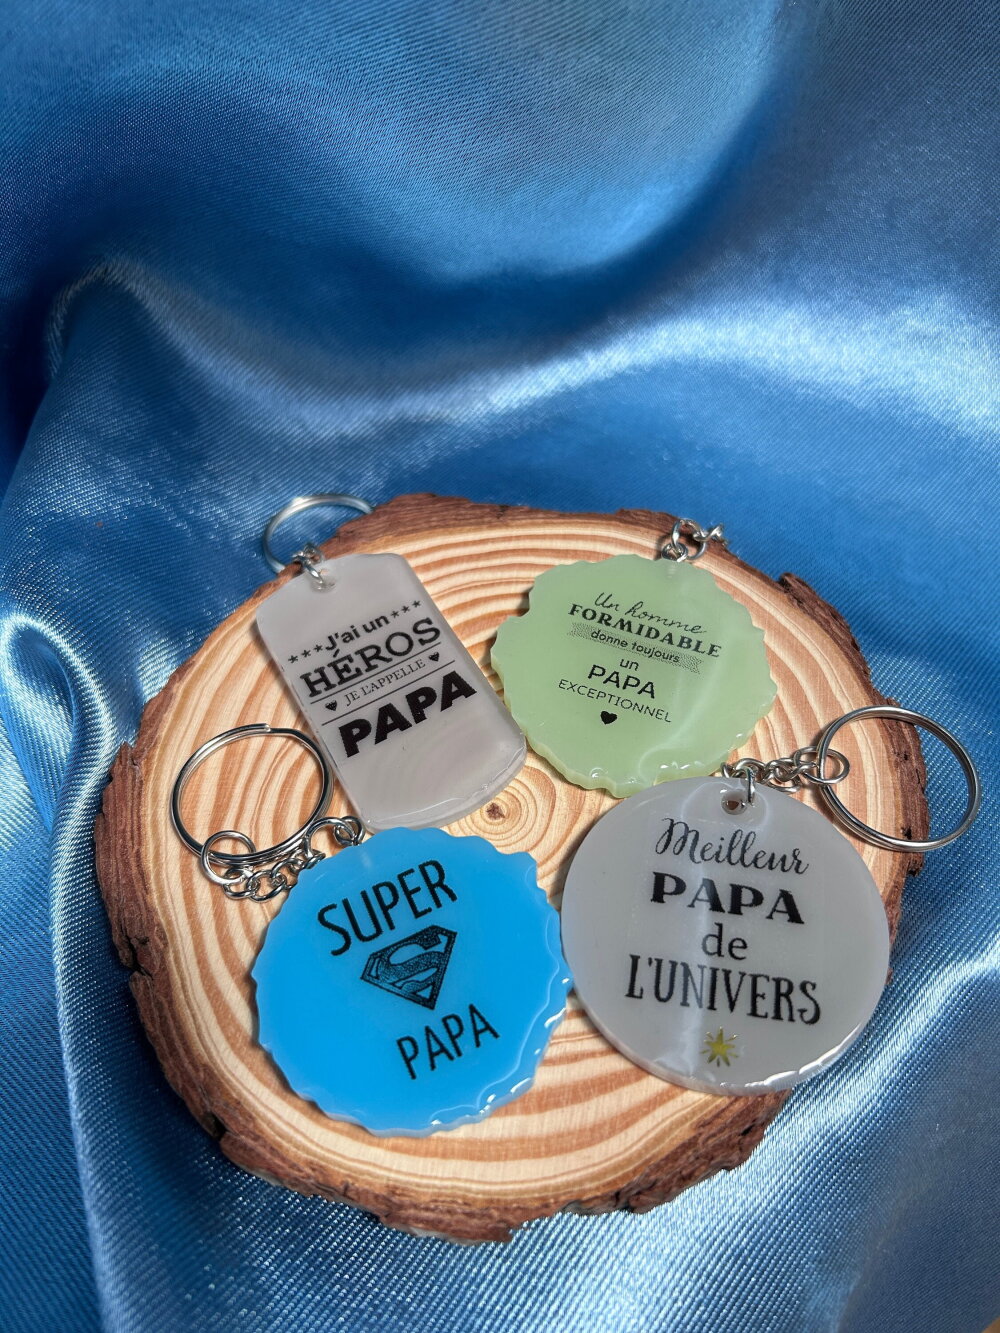 ***J'ai un***
HÉROS
JE L'APPELLE
PAPA
Un homme
FORMIDABLE
donne toujours
un
PAPA
EXCEPTIONNEL
SUPER
S
PAPA
Meilleur
PAPA
de
L'UNIVERS